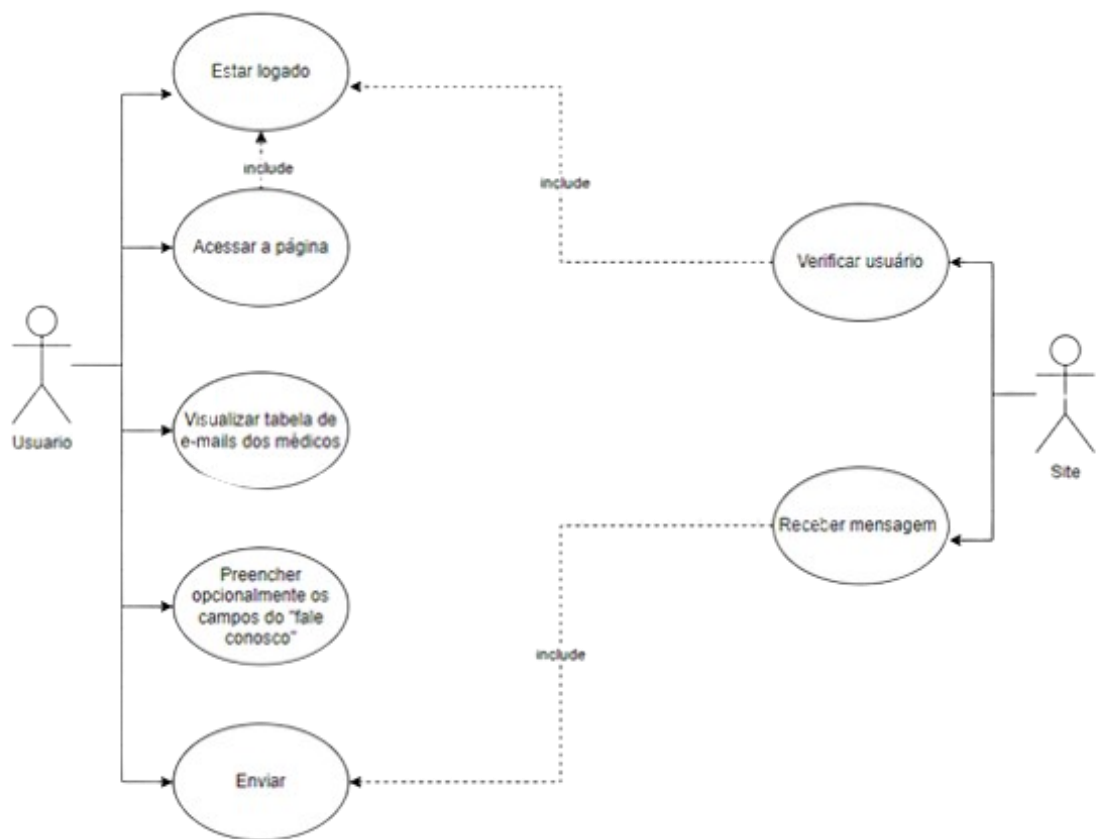 Estar logado
include
include
Acessar a página
Verificar usuário
Usuario
Visualizar tabela de
e-mails dos médicos
Site
Receber mensagem
Preencher
opcionalmente os
campos do "fale
conosco"
include
Enviar